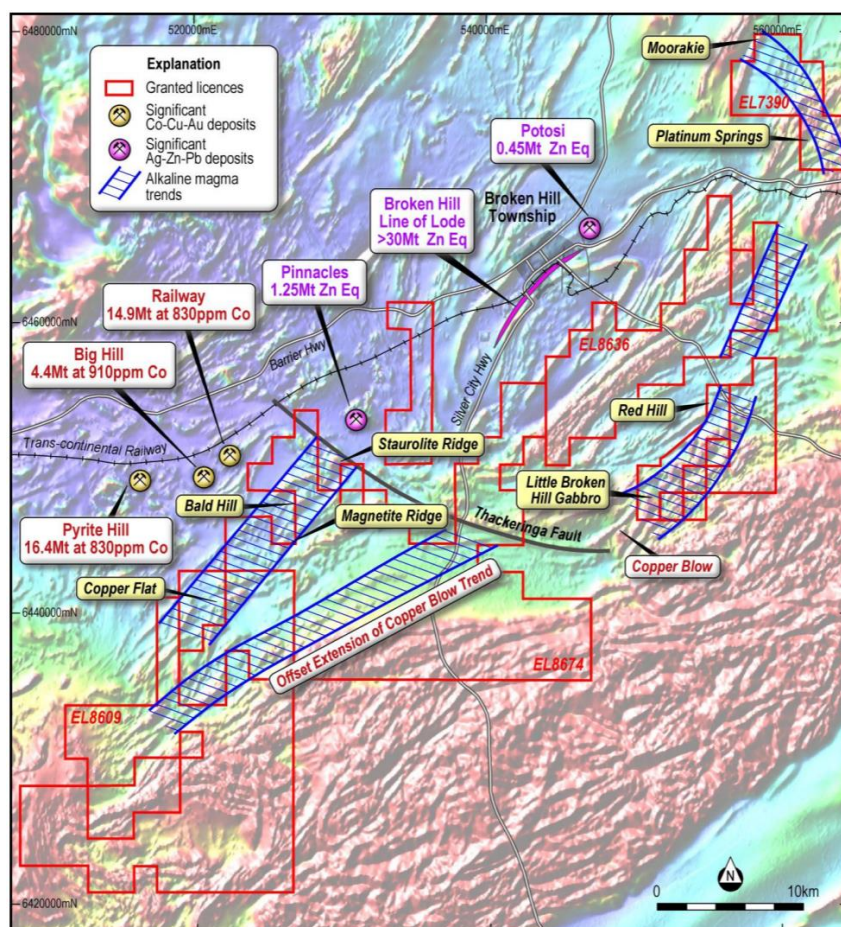 520000mE
540000mE
560000mE
6480000mN
6460000mN
6440000mN
6420000mN
Explanation
Granted licences
Significant
Co-Cu-Au deposits
Significant
Ag-Zn-Pb deposits
Alkaline magma
trends
Moorakie
EL7390
Platinum Springs
Potosi
0.45Mt Zn Eq
Broken Hill
Township
Broken Hill
Line of Lode
>30Mt Zn Eq
Pinnacles
1.25Mt Zn Eq
Railway
14.9Mt at 830ppm Co
Big Hill
4.4Mt at 910ppm Co
Barrier Hwy
Silver City Hwy
EL8636
Trans-continental Railway
Red Hill
Staurolite Ridge
Bald Hill
Little Broken
Hill Gabbro
Magnetite Ridge
Thackeringa Fault
Pyrite Hill
16.4Mt at 830ppm Co
Copper Blow
Copper Flat
Offset Extension of Copper Blow Trend
EL8674
EL8609
N
0
10km